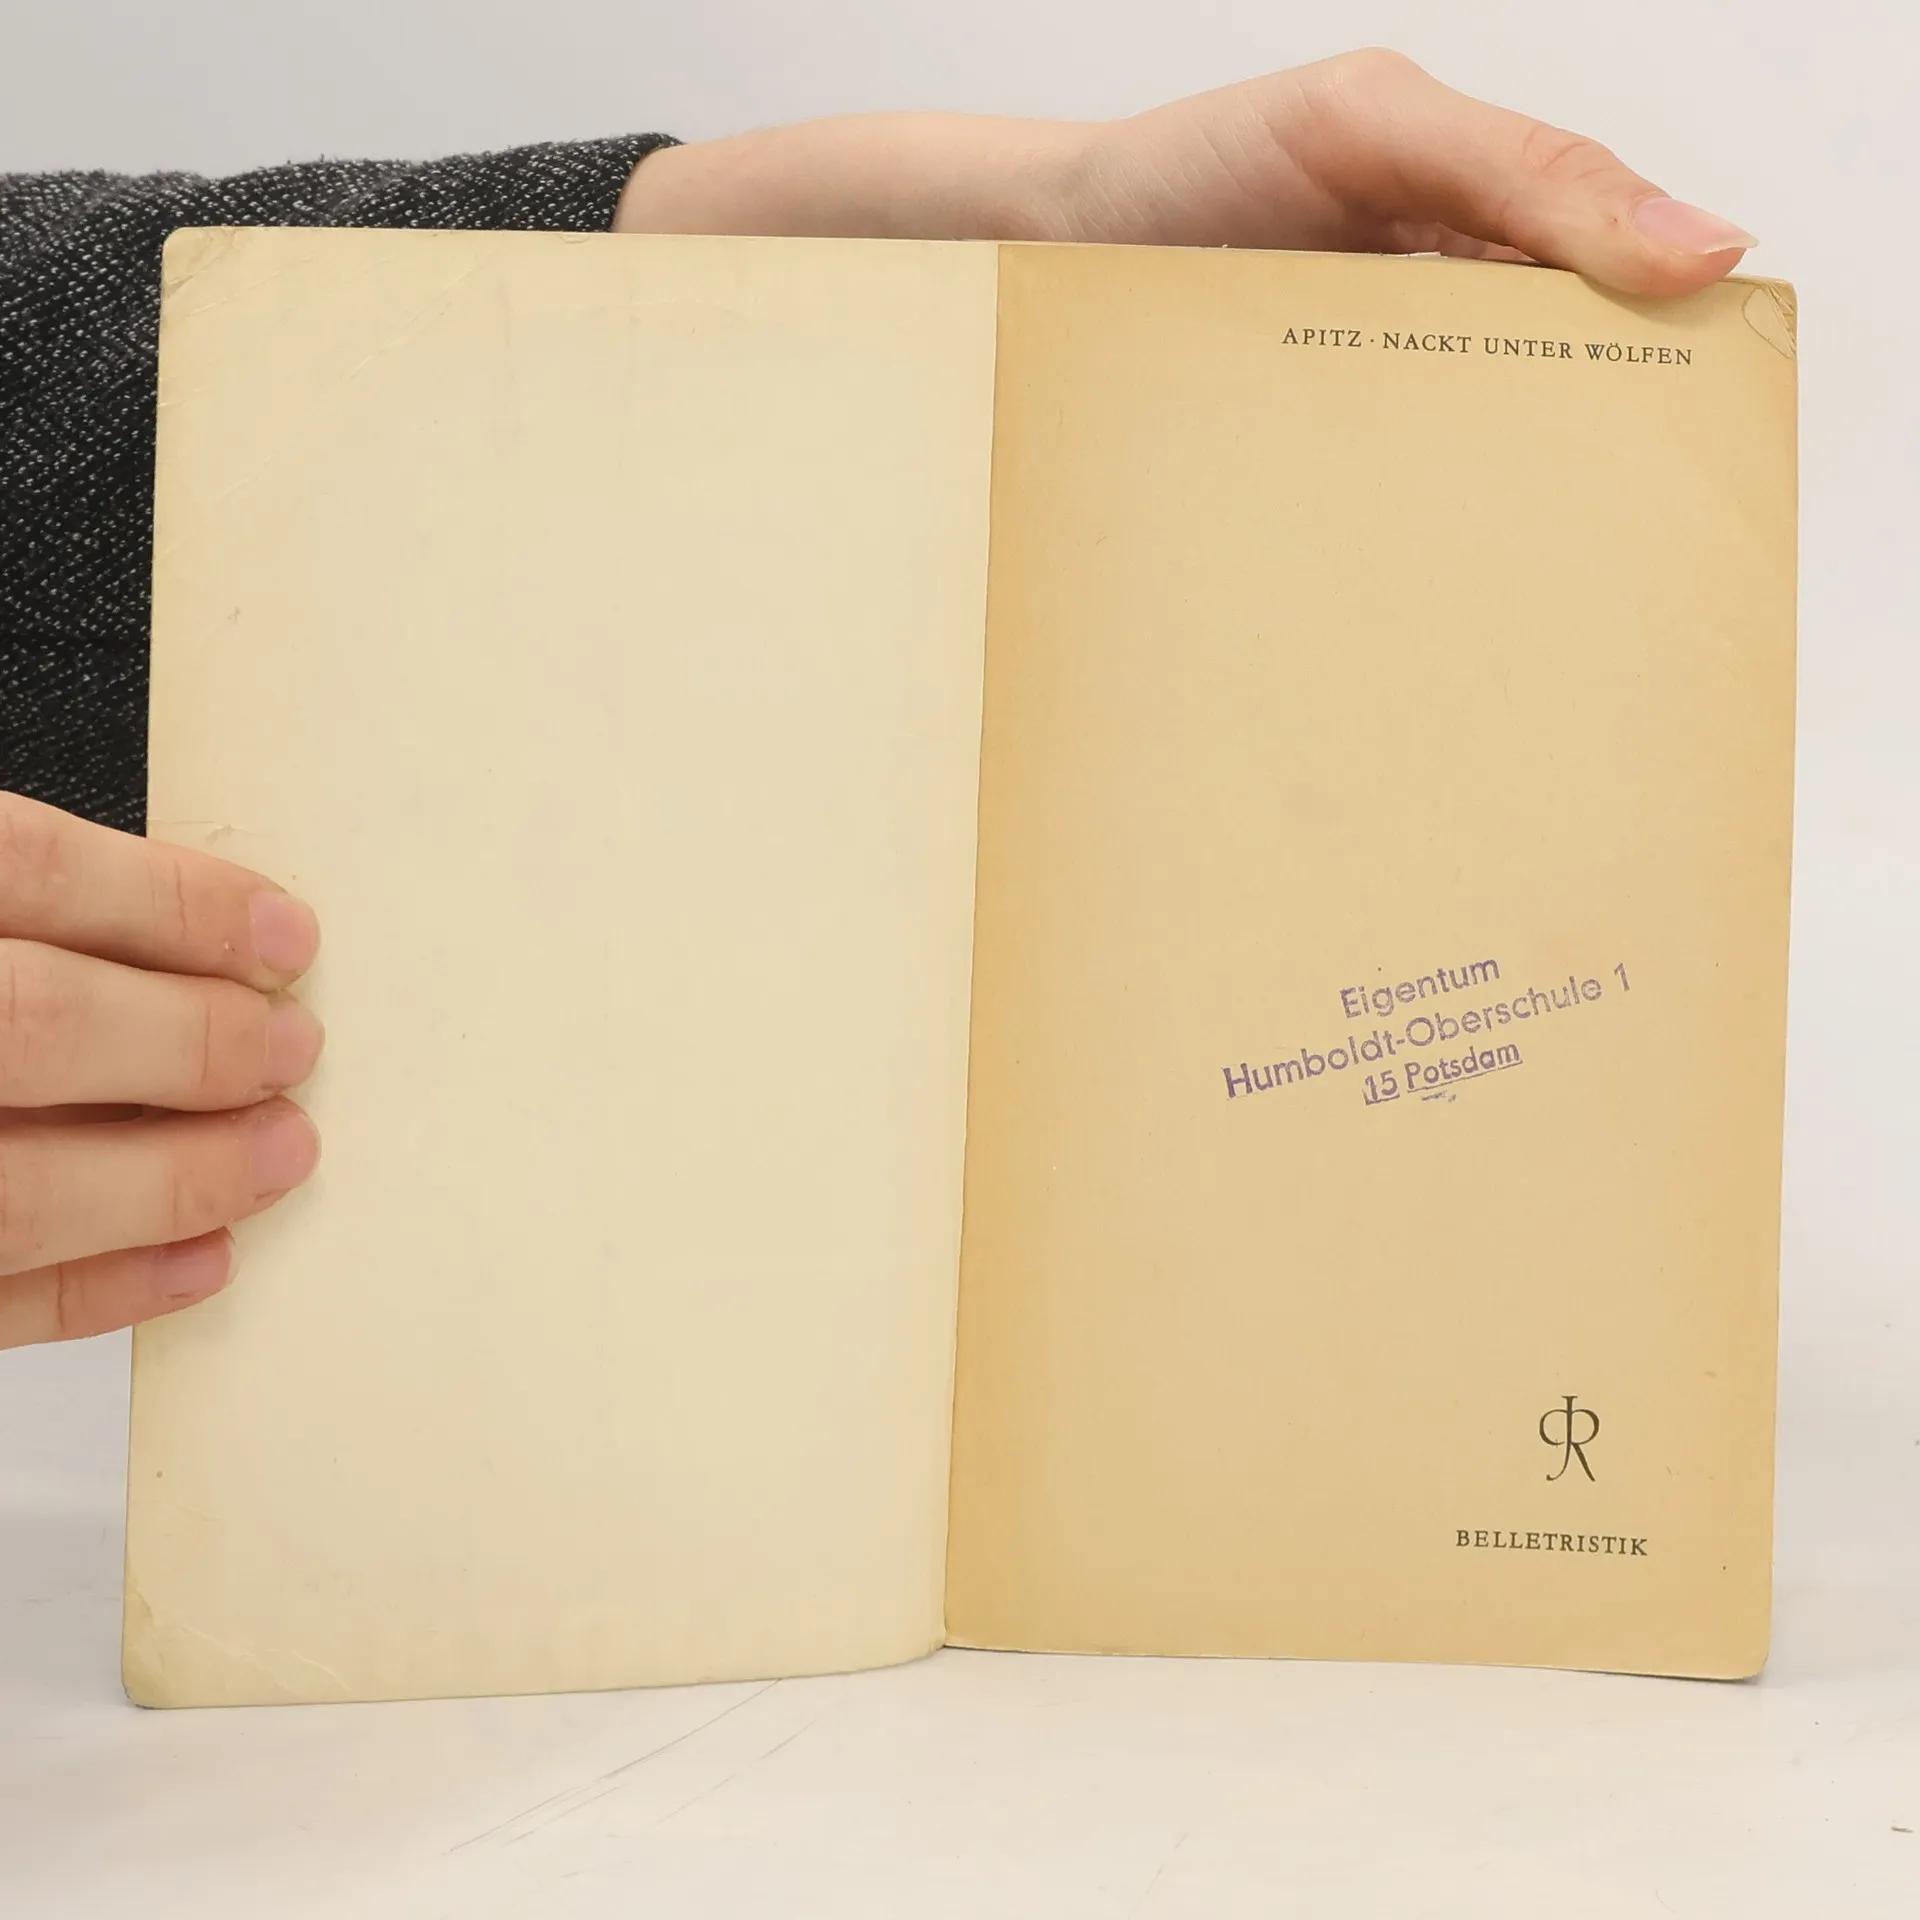 APITZ · NACKT UNTER WÖLFEN
Eigentum
Humboldt-Oberschule 1
15 Potsdam
BELLETRISTIK